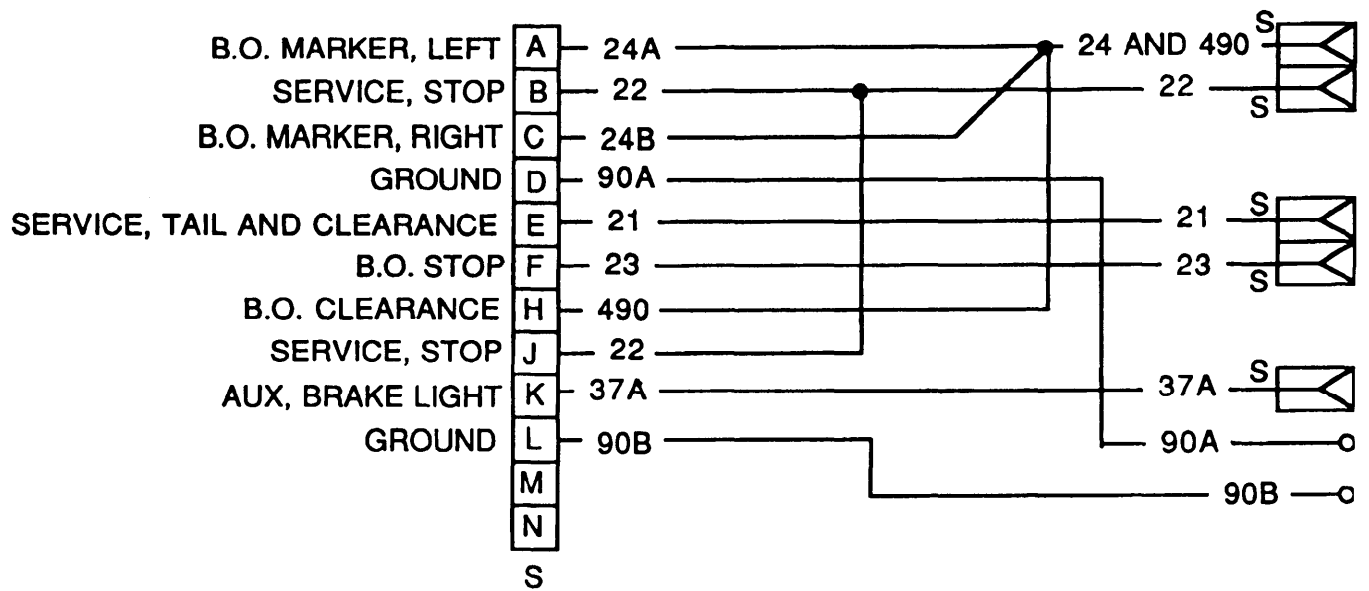 B.O. MARKER, LEFT A 24A 24 AND 490 S
SERVICE, STOP B 22 22 S
B.O. MARKER, RIGHT C 24B
GROUND D 90A
SERVICE, TAIL AND CLEARANCE E 21 21 S
B.O. STOP F 23 23 S
B.O. CLEARANCE H 490
SERVICE, STOP J 22
AUX, BRAKE LIGHT K 37A 37A S
GROUND L 90B 90A
M 90B
N
S